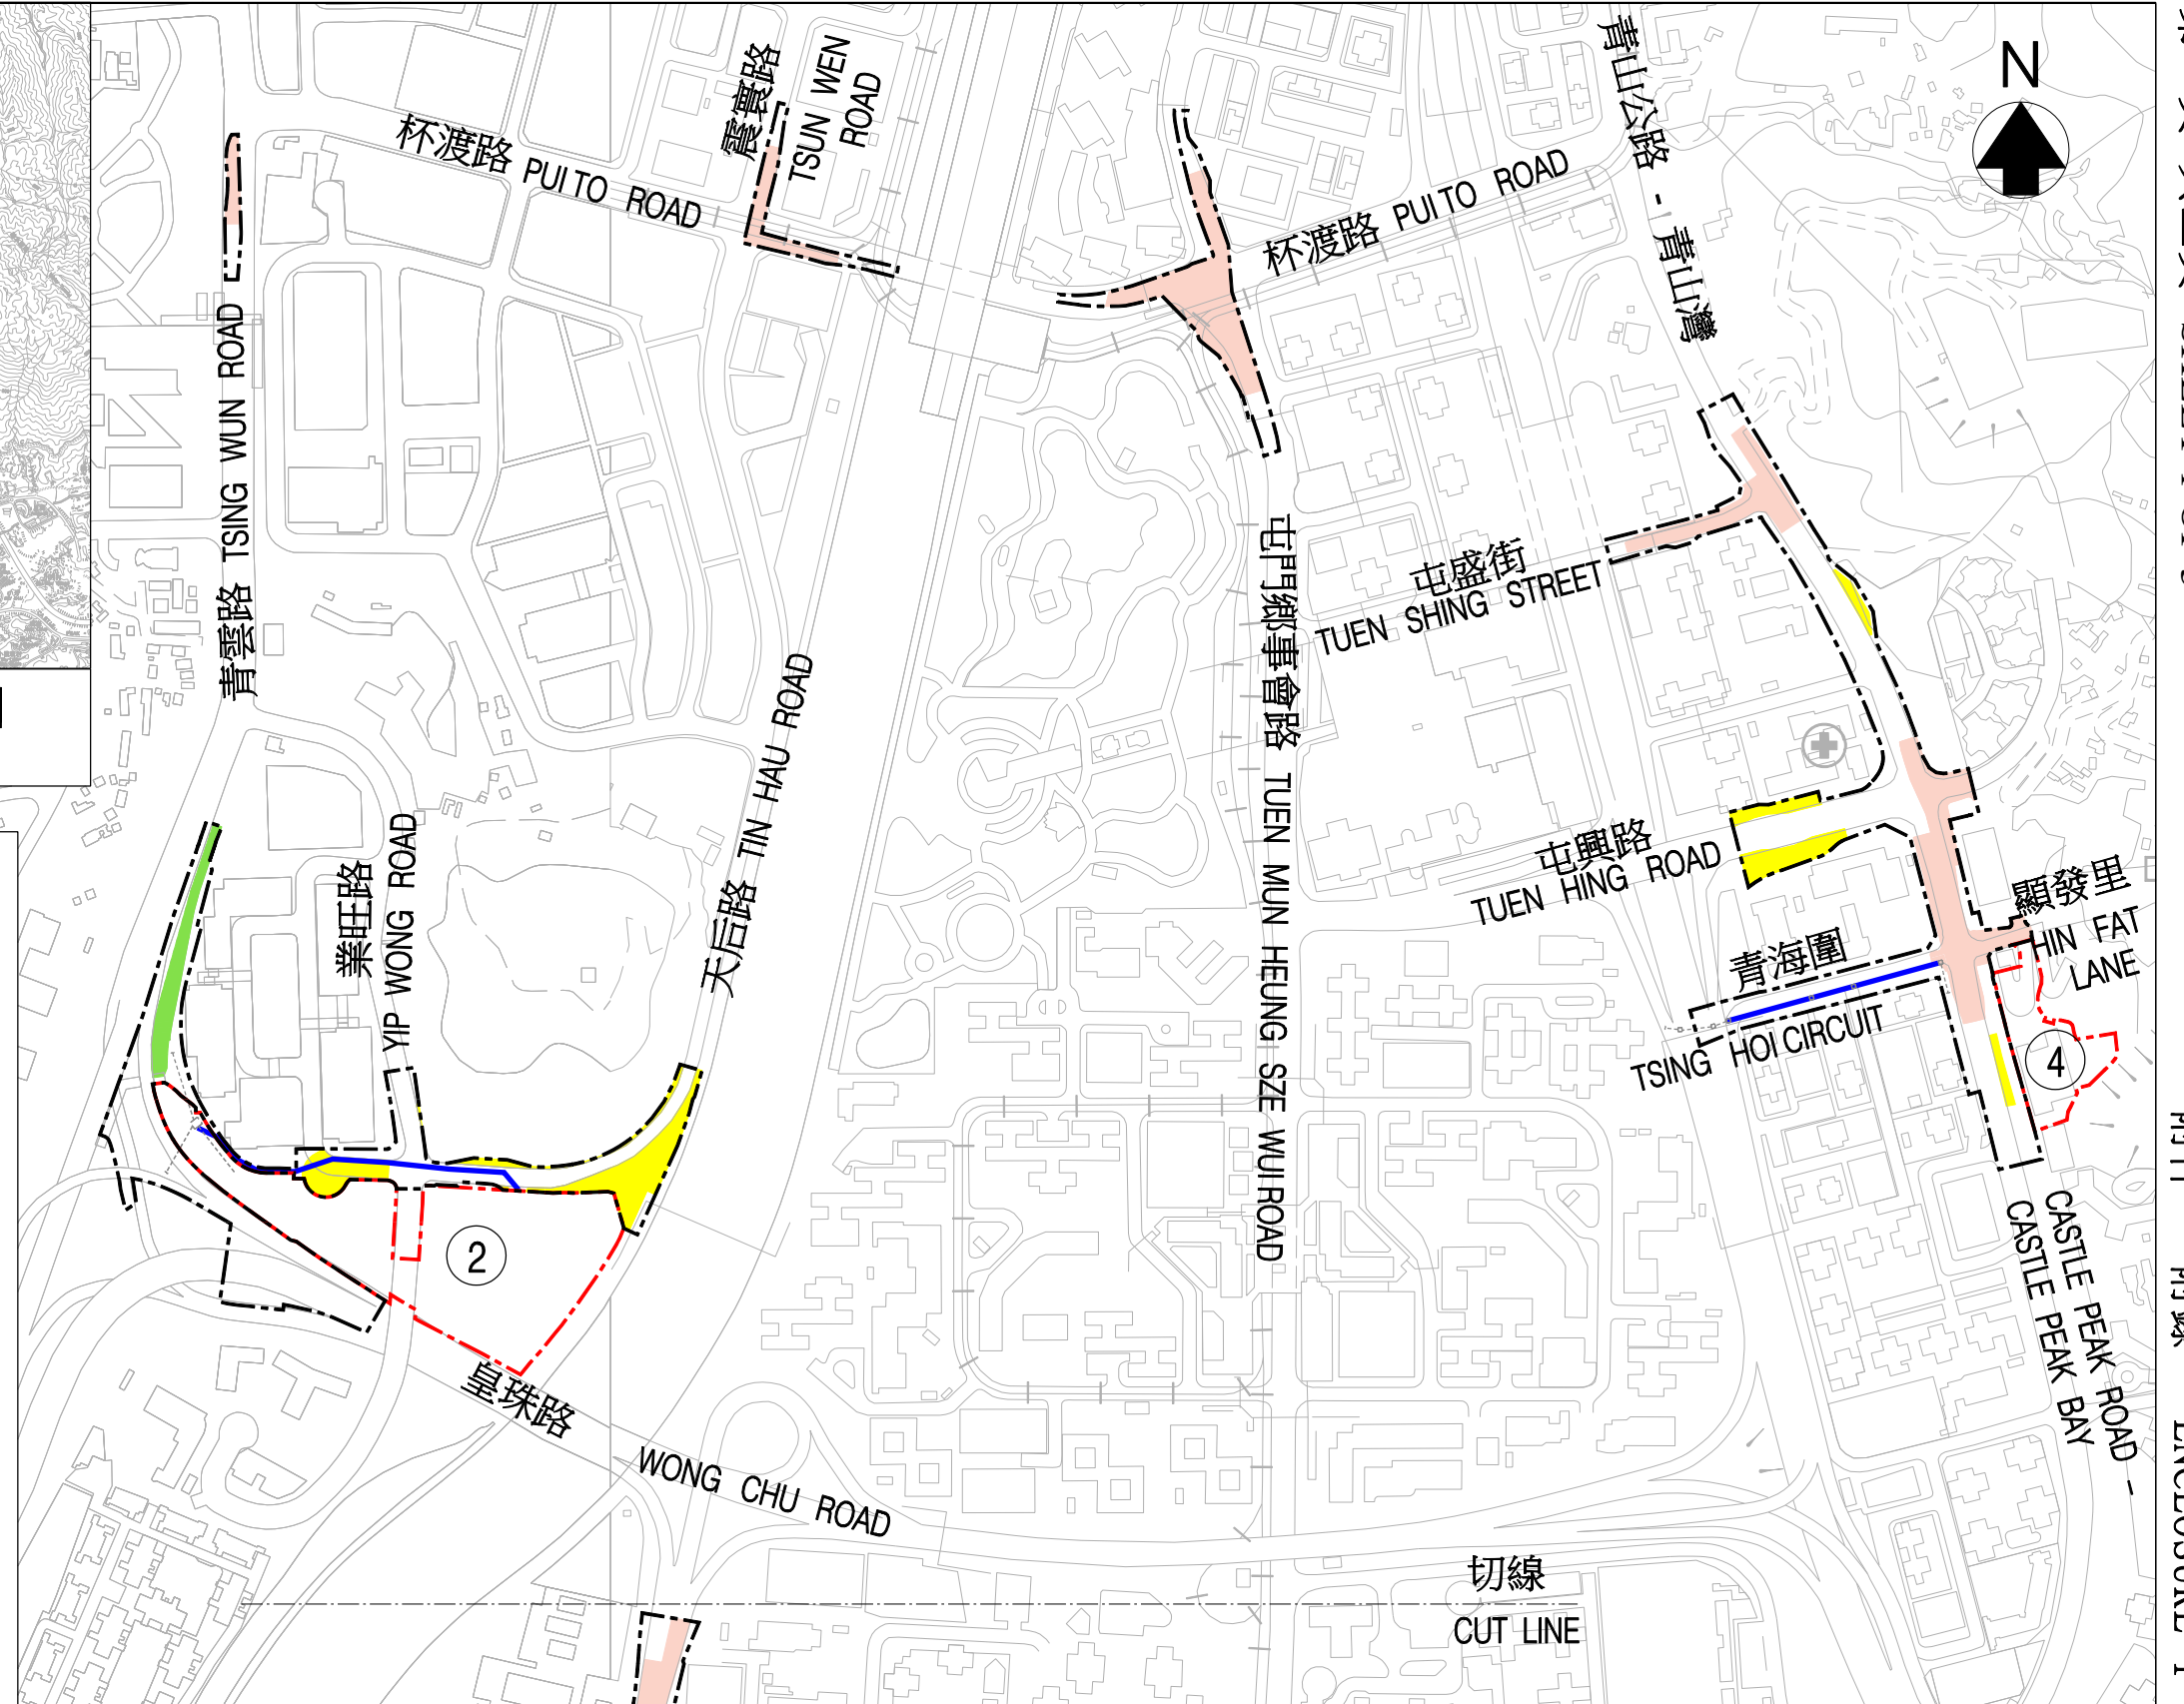 N
杯渡路 PUI TO ROAD
震寰路
TSUN WEN
ROAD
杯渡路 PUI TO ROAD
青山公路 - 青山灣
青雲路 TSING WUN ROAD
屯盛街
TUEN SHING STREET
屯門鄉事會路 TUEN MUN HEUNG SZE WUI ROAD
天后路 TIN HAU ROAD
業旺路
YIP WONG ROAD
屯興路
TUEN HING ROAD
顯發里
HIN FAT
LANE
青海圍
TSING HOI CIRCUIT
4
2
CASTLE PEAK ROAD -
CASTLE PEAK BAY
皇珠路
WONG CHU ROAD
切線
CUT LINE